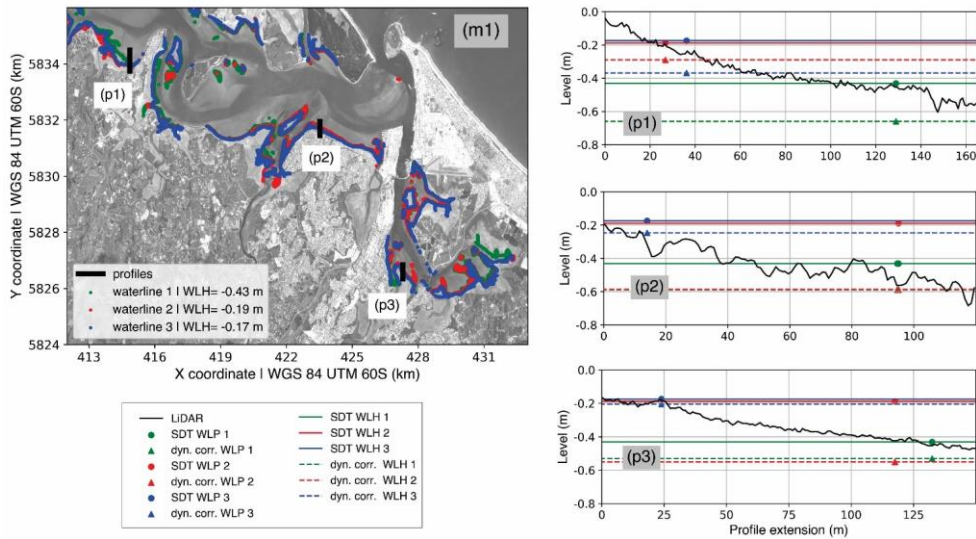 (m1)
5834
5832
5830
5828
5826
5824
Y coordinate | WGS 84 UTM 60S (km)
(p1)
(p2)
(p3)
profiles
waterline 1 | WLH= -0.43 m
waterline 2 | WLH= -0.19 m
waterline 3 | WLH= -0.17 m
413 416 419 422 425 428 431
X coordinate | WGS 84 UTM 60S (km)
LiDAR
SDT WLP 1
dyn. corr. WLP 1
SDT WLP 2
dyn. corr. WLP 2
SDT WLP 3
dyn. corr. WLP 3
SDT WLH 1
SDT WLH 2
SDT WLH 3
dyn. corr. WLH 1
dyn. corr. WLH 2
dyn. corr. WLH 3
0.0
-0.2
-0.4
-0.6
-0.8
Level (m)
(p1)
0 20 40 60 80 100 120 140 160
0.0
-0.2
-0.4
-0.6
-0.8
Level (m)
(p2)
0 20 40 60 80 100
0.0
-0.2
-0.4
-0.6
-0.8
Level (m)
(p3)
0 25 50 75 100 125
Profile extension (m)